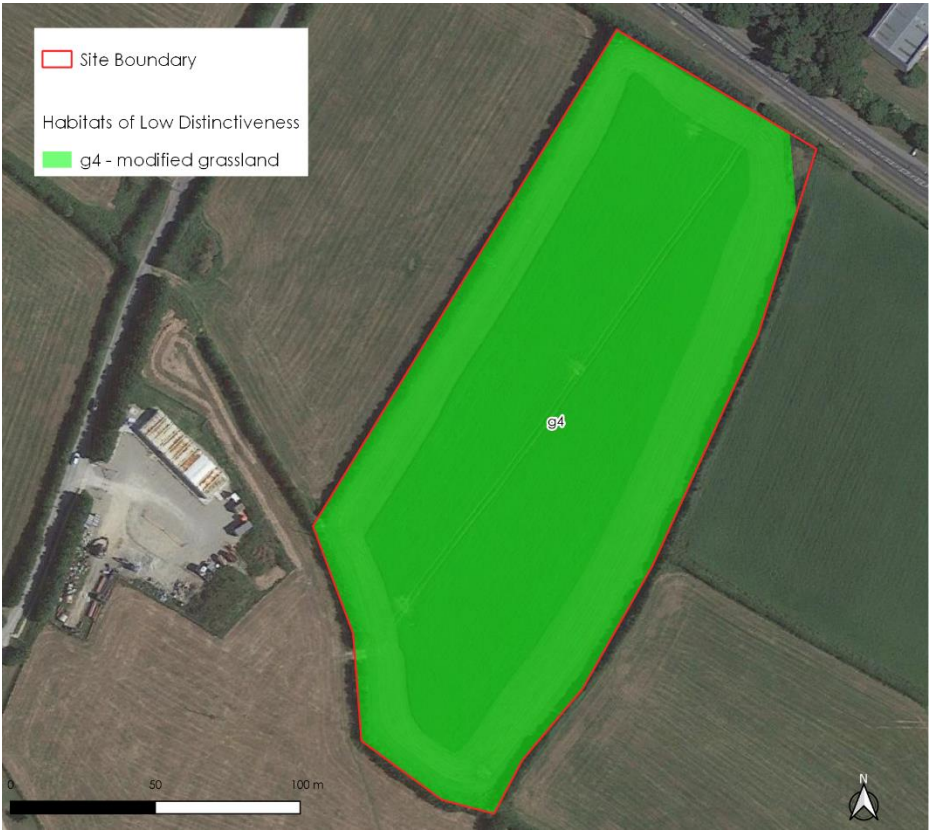 Site Boundary
Habitats of Low Distinctiveness
g4 - modified grassland
g4
0 50 100 m
N